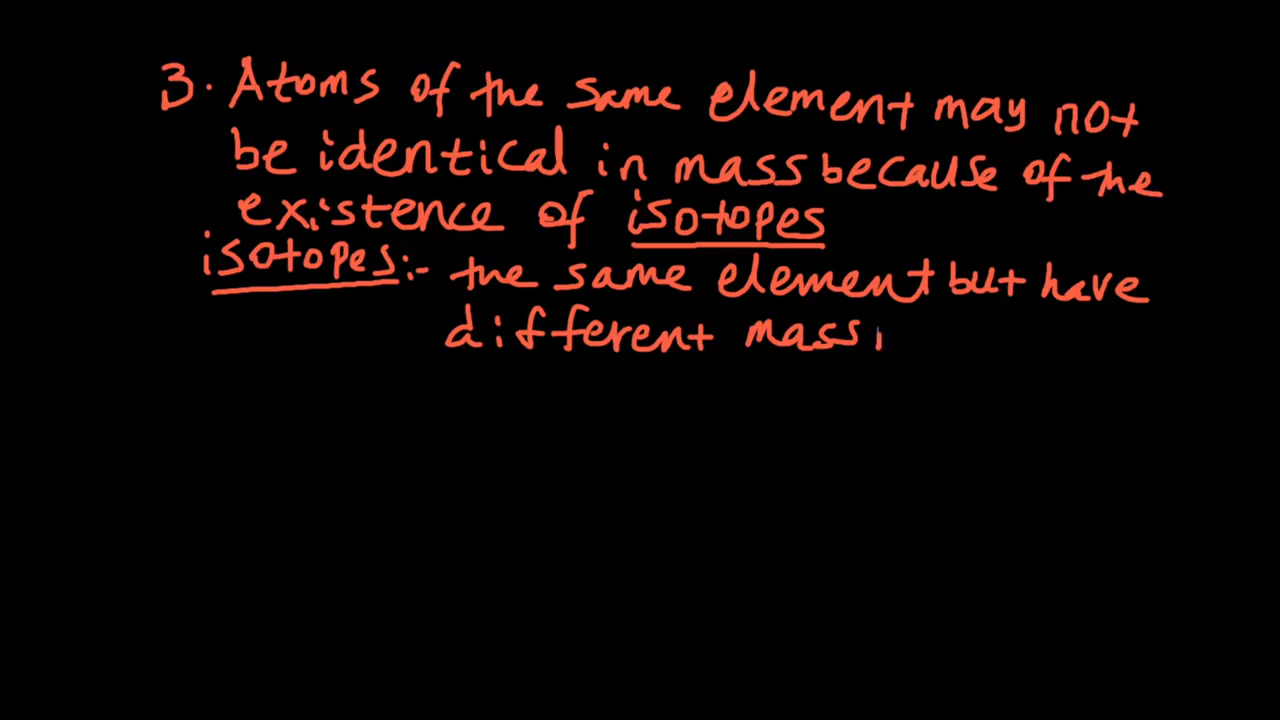 3. Atoms of the same element may not
be identical in mass because of the
existence of isotopes
isotopes:- the same element but have
different mass